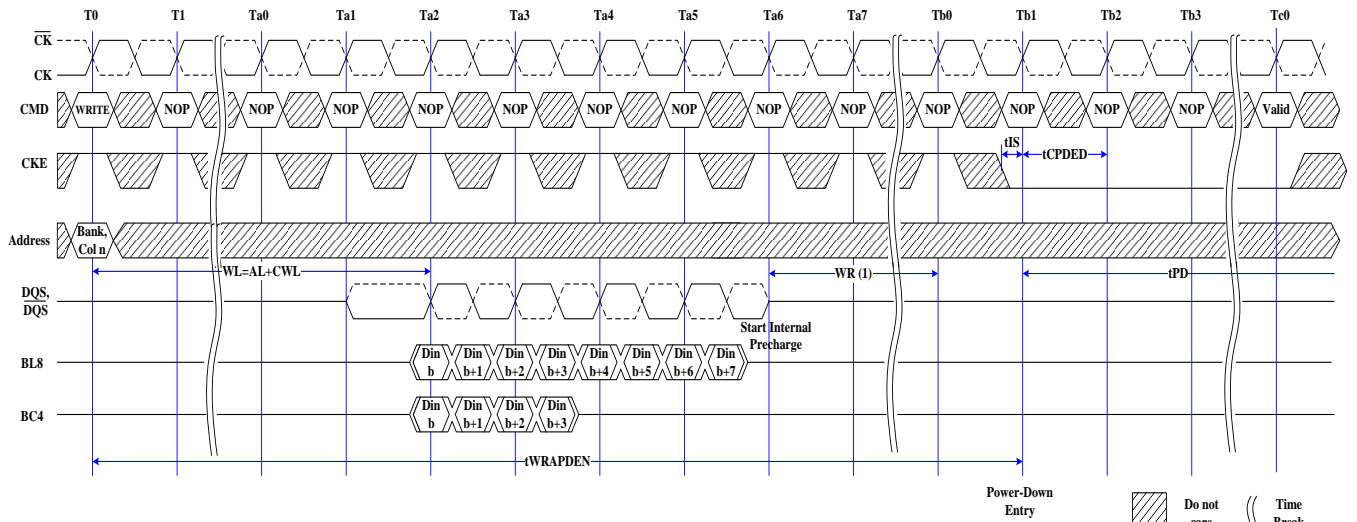 T0 T1 Ta0 Ta1 Ta2 Ta3 Ta4 Ta5 Ta6 Ta7 Tb0 Tb1 Tb2 Tb3 Tc0
CK
CK
CMD WRITE NOP NOP NOP NOP NOP NOP NOP NOP NOP NOP NOP NOP NOP Valid
tIS
tCPDED
CKE
Address Bank,
Col n
WL=AL+CWL WR (1) tPD
DQS,
DQS
Start Internal
Precharge
BL8 Din Din Din Din Din Din Din Din
b b+1 b+2 b+3 b+4 b+5 b+6 b+7
BC4 Din Din Din Din
b b+1 b+2 b+3
tWRAPDEN
Power-Down
Entry
Do not
care
Time
Break